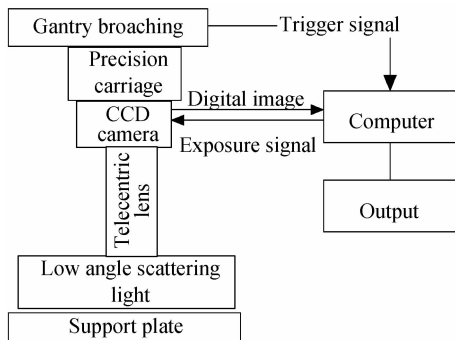 Gantry broaching
Trigger signal
Precision
carriage
CCD
camera
Digital image
Exposure signal
Computer
Telecentric
lens
Output
Low angle scattering
light
Support plate